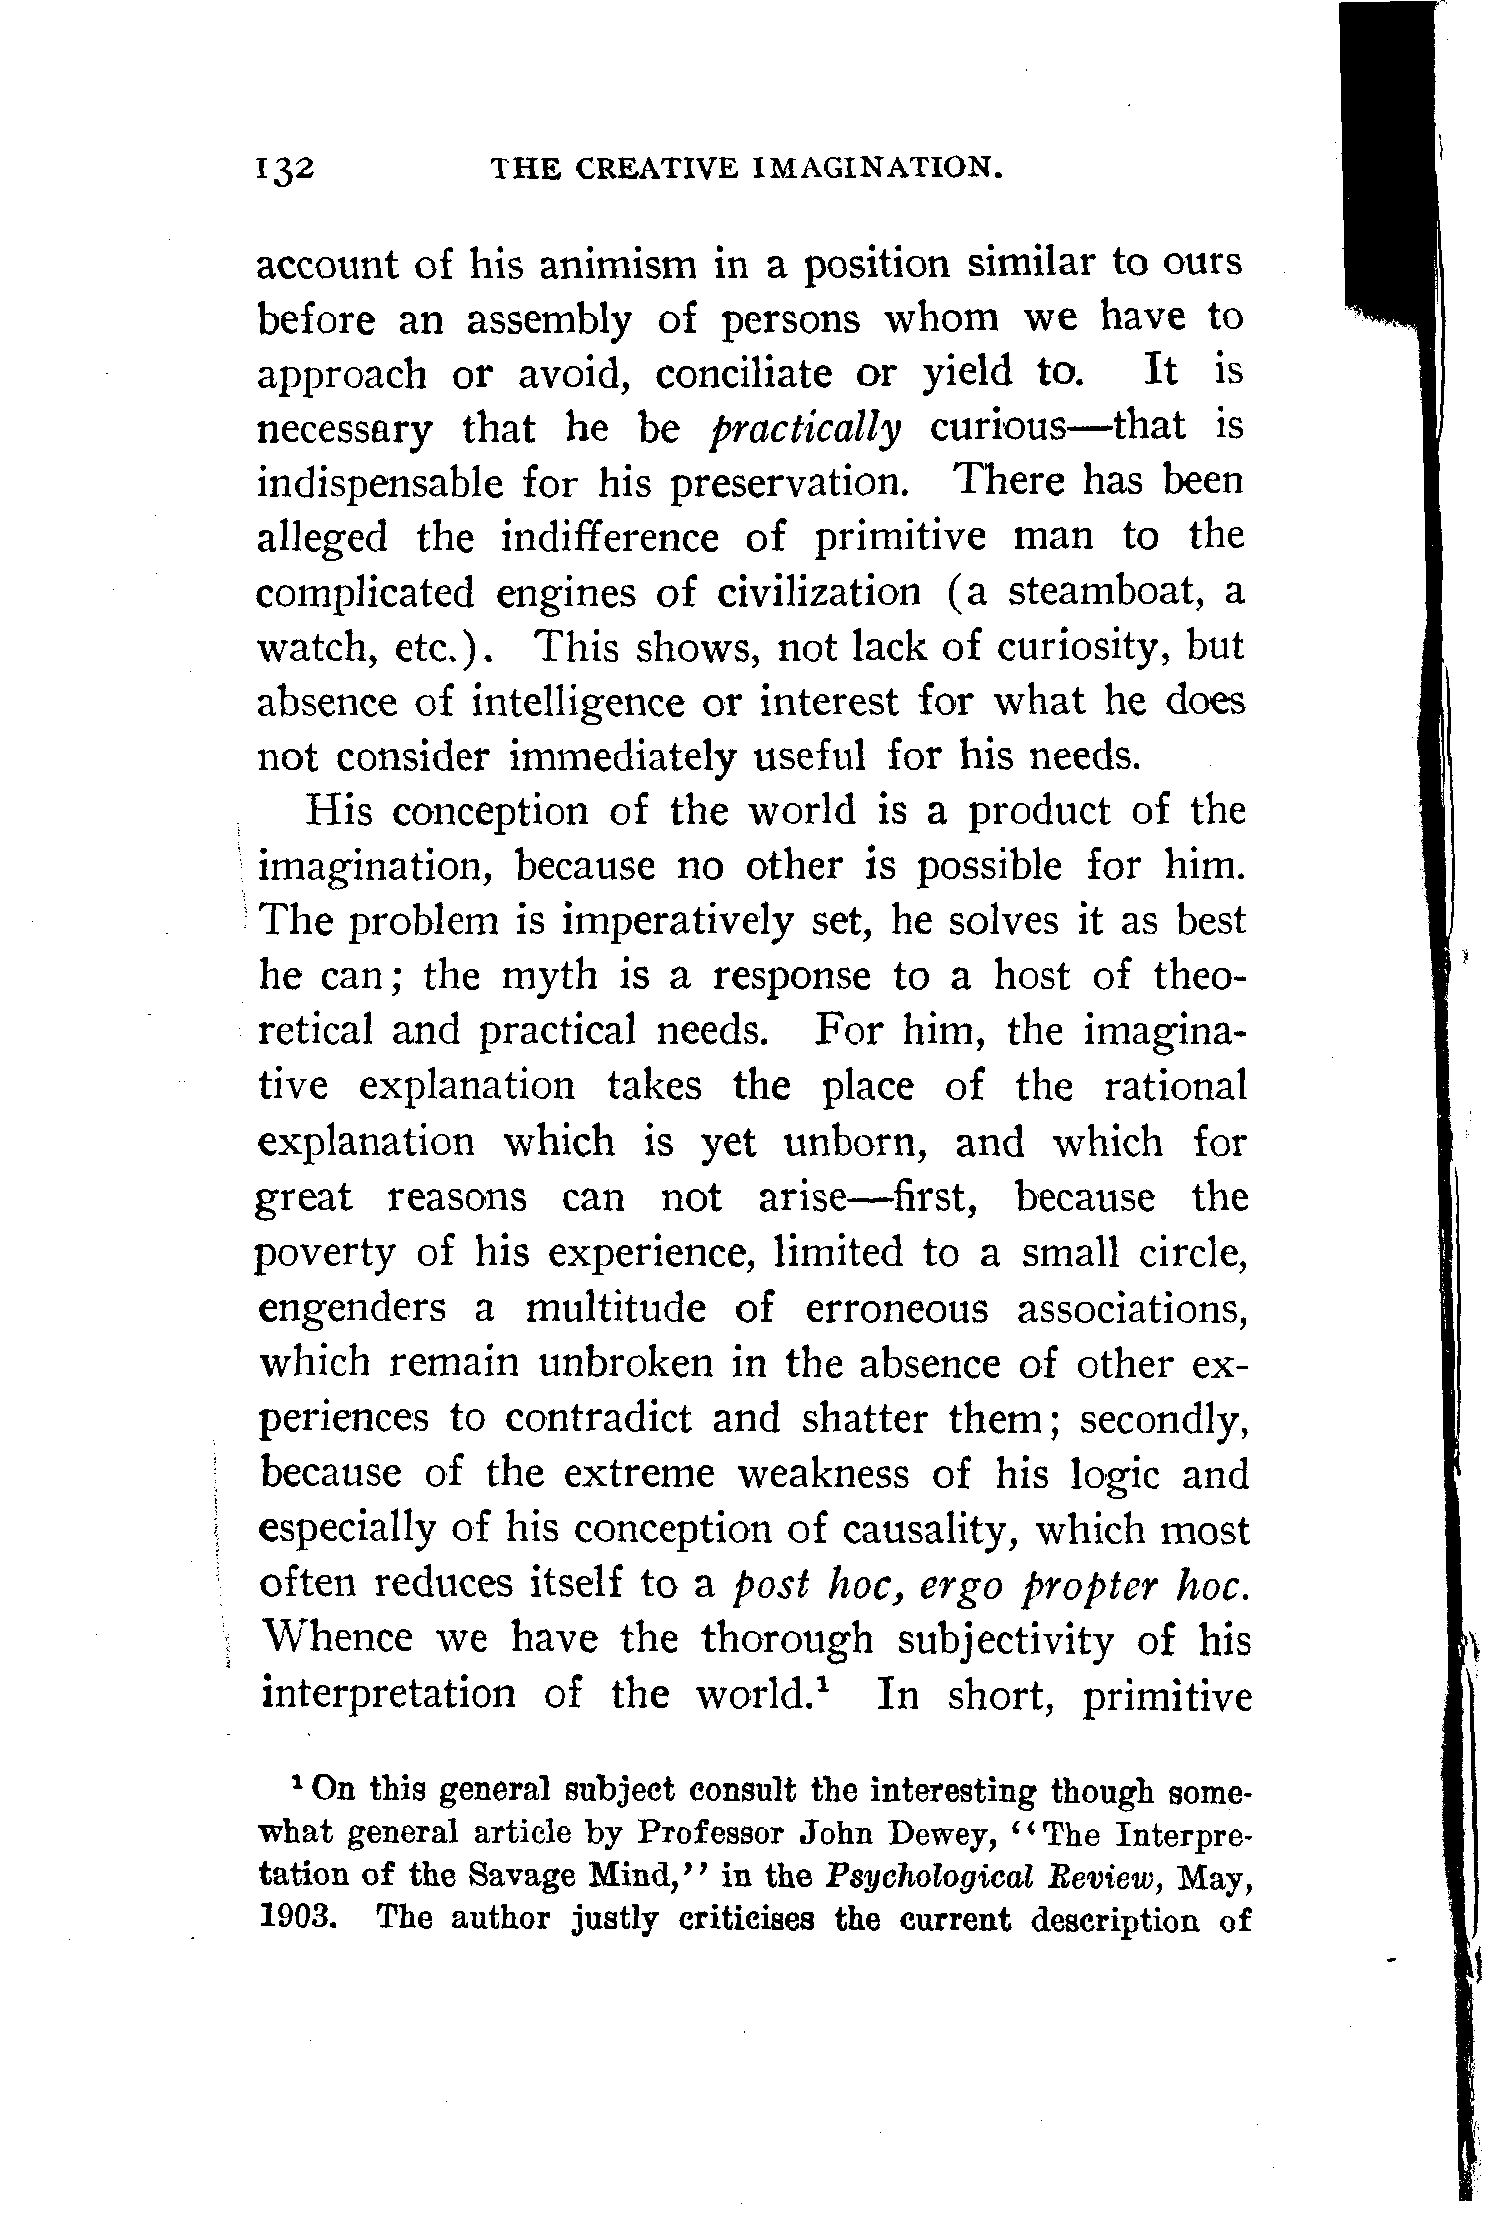 132 THE CREATIVE IMAGINATION.
account of his animism in a position similar to ours
before an assembly of persons whom we have to
approach or avoid, conciliate or yield to. It is
necessary that he be practically curious—that is
indispensable for his preservation. There has been
alleged the indifference of primitive man to the
complicated engines of civilization (a steamboat, a
watch, etc.). This shows, not lack of curiosity, but
absence of intelligence or interest for what he does
not consider immediately useful for his needs.
His conception of the world is a product of the
imagination, because no other is possible for him.
The problem is imperatively set, he solves it as best
he can; the myth is a response to a host of theo-
retical and practical needs. For him, the imagina-
tive explanation takes the place of the rational
explanation which is yet unborn, and which for
great reasons can not arise—first, because the
poverty of his experience, limited to a small circle,
engenders a multitude of erroneous associations,
which remain unbroken in the absence of other ex-
periences to contradict and shatter them; secondly,
because of the extreme weakness of his logic and
especially of his conception of causality, which most
often reduces itself to a post hoc, ergo propter hoc.
Whence we have the thorough subjectivity of his
interpretation of the world.¹ In short, primitive
¹ On this general subject consult the interesting though some-
what general article by Professor John Dewey, ‘‘The Interpre-
tation of the Savage Mind,’’ in the Psychological Review, May,
1903. The author justly criticises the current description of